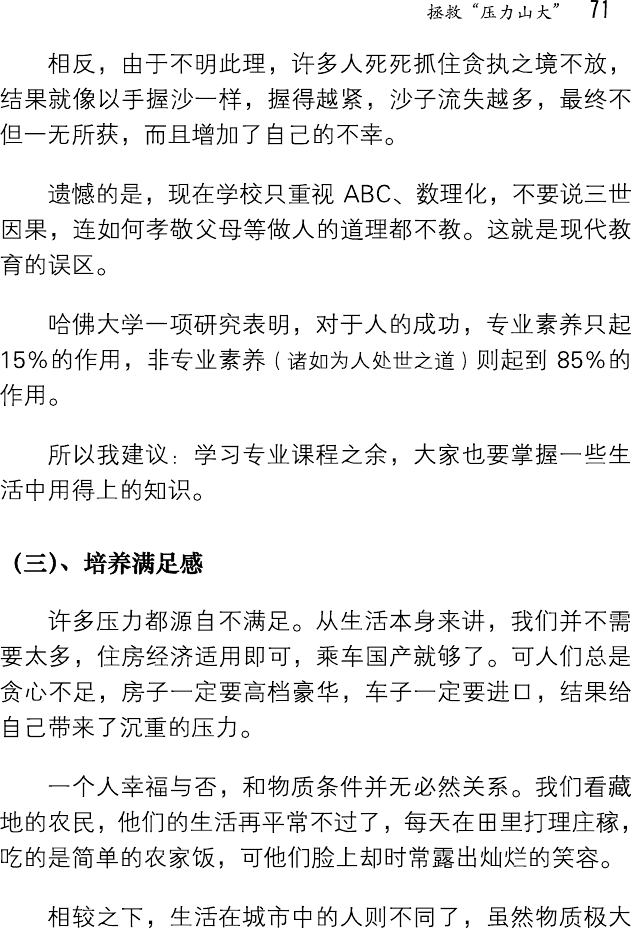 拯救“压力山大” 71
相反，由于不明此理，许多人死死抓住贪执之境不放，
结果就像以手握沙一样，握得越紧，沙子流失越多，最终不
但一无所获，而且增加了自己的不幸。
遗憾的是，现在学校只重视 ABC、数理化，不要说三世
因果，连如何孝敬父母等做人的道理都不教。这就是现代教
育的误区。
哈佛大学一项研究表明，对于人的成功，专业素养只起
15%的作用，非专业素养（诸如为人处世之道）则起到 85%的
作用。
所以我建议：学习专业课程之余，大家也要掌握一些生
活中用得上的知识。
（三）、培养满足感
许多压力都源自不满足。从生活本身来讲，我们并不需
要太多，住房经济适用即可，乘车国产就够了。可人们总是
贪心不足，房子一定要高档豪华，车子一定要进口，结果给
自己带来了沉重的压力。
一个人幸福与否，和物质条件并无必然关系。我们看藏
地的农民，他们的生活再平常不过了，每天在田里打理庄稼，
吃的是简单的农家饭，可他们脸上却时常露出灿烂的笑容。
相较之下，生活在城市中的人则不同了，虽然物质极大